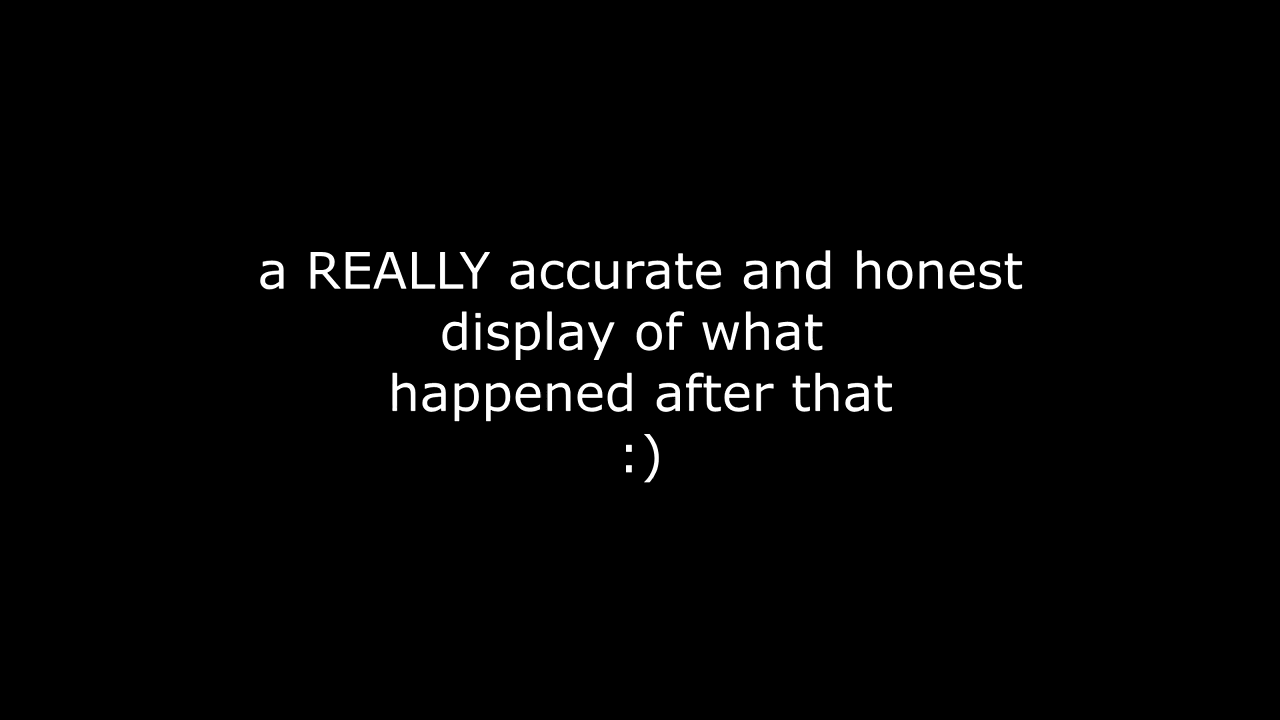 a REALLY accurate and honest
display of what
happened after that
:)